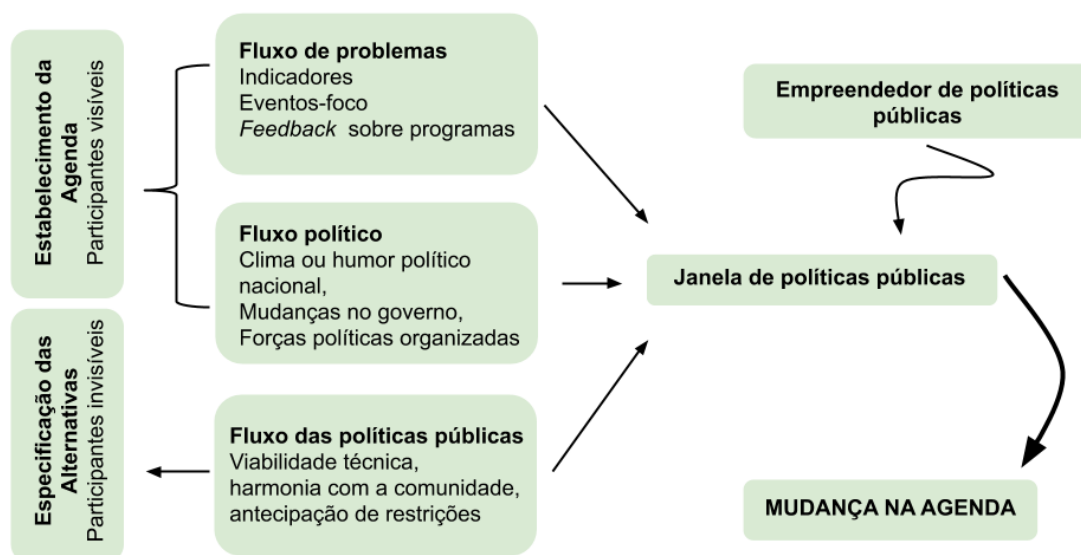 Estabelecimento da
Agenda
Participantes visíveis
Fluxo de problemas
Indicadores
Eventos-foco
Feedback sobre programas
Empreendedor de políticas
públicas
Fluxo político
Clima ou humor político
nacional,
Mudanças no governo,
Forças políticas organizadas
Janela de políticas públicas
Especificação das
Alternativas
Participantes invisíveis
Fluxo das políticas públicas
Viabilidade técnica,
harmonia com a comunidade,
antecipação de restrições
MUDANÇA NA AGENDA